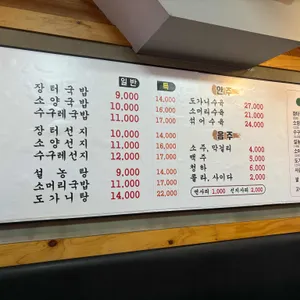 일반 특
장터국밥 9,000 14,000
소양국밥 10,000 16,000
수구레국밥 11,000 17,000
장터선지 10,000 14,000
소양선지 11,000 16,000
수구레선지 12,000 17,000
설농탕 9,000 14,000
소머리국밥 11,000 17,000
도가니탕 14,000 22,000
안/주
도가니수육 27,000
소머리수육 21,000
섞어수육 24,000
음/주
소주, 막걸리 4,000
맥주 5,000
청하 6,000
콜라, 사이다 2,000
면사리 1,000